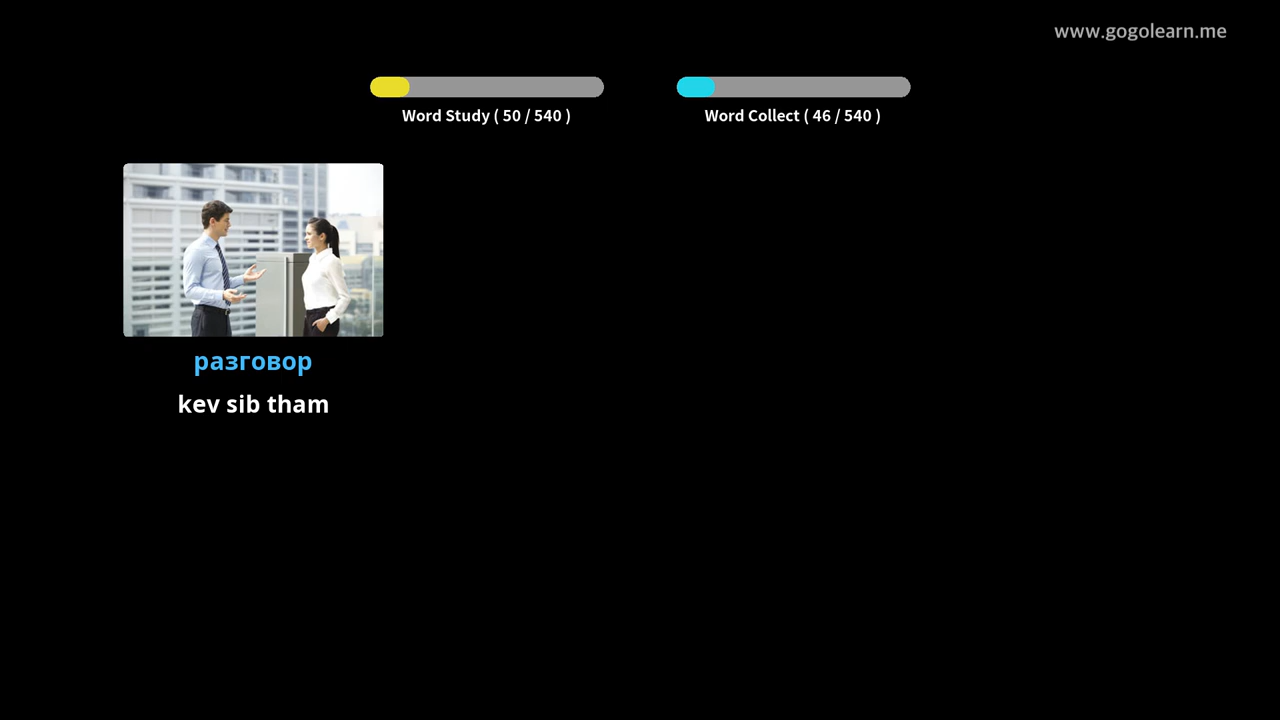 www.gogolearn.me
Word Study ( 50 / 540 )
Word Collect ( 46 / 540 )
разговор
kev sib tham